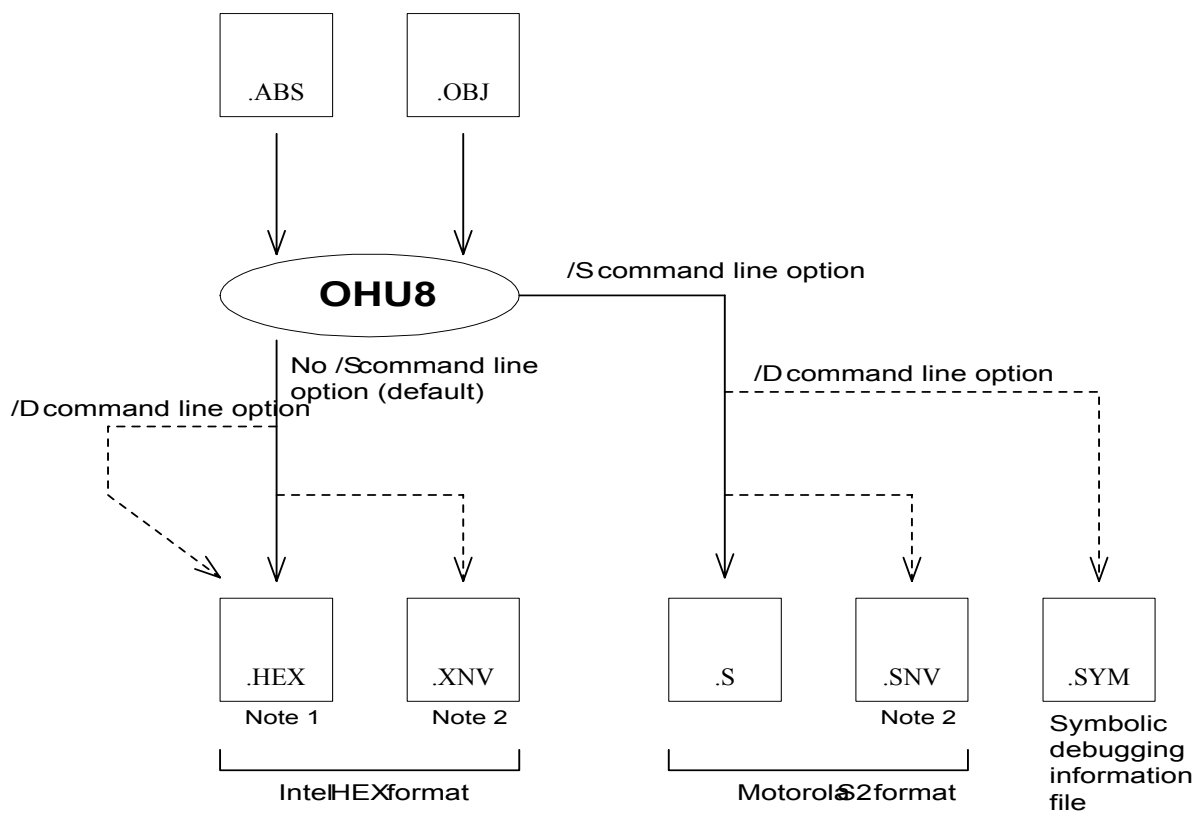 .ABS
.OBJ
OHU8
/S command line option
No /S command line
option (default)
/D command line option
/D command line option
.HEX
.XNV
.S
.SNV
.SYM
Note 1
Note 2
Note 2
Symbolic
debugging
information
file
Intel HEX format
Motorola S2 format